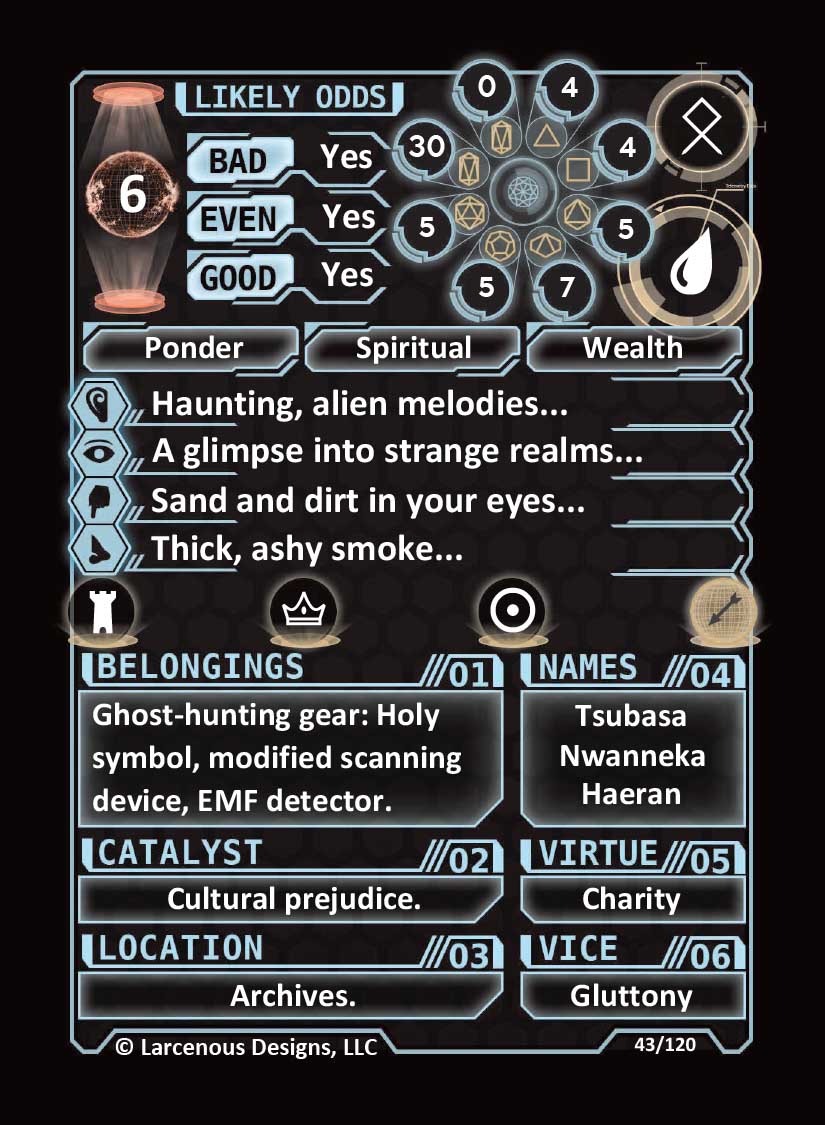 LIKELY ODDS
6
BAD Yes
EVEN Yes
GOOD Yes
0
4
30
4
5
5
5
7
Ponder
Spiritual
Wealth
Haunting, alien melodies...
A glimpse into strange realms...
Sand and dirt in your eyes...
Thick, ashy smoke...
BELONGINGS ///01
Ghost-hunting gear: Holy
symbol, modified scanning
device, EMF detector.
NAMES ///04
Tsubasa
Nwanneka
Haeran
CATALYST ///02
Cultural prejudice.
VIRTUE ///05
Charity
LOCATION ///03
Archives.
VICE ///06
Gluttony
© Larcenous Designs, LLC
43/120